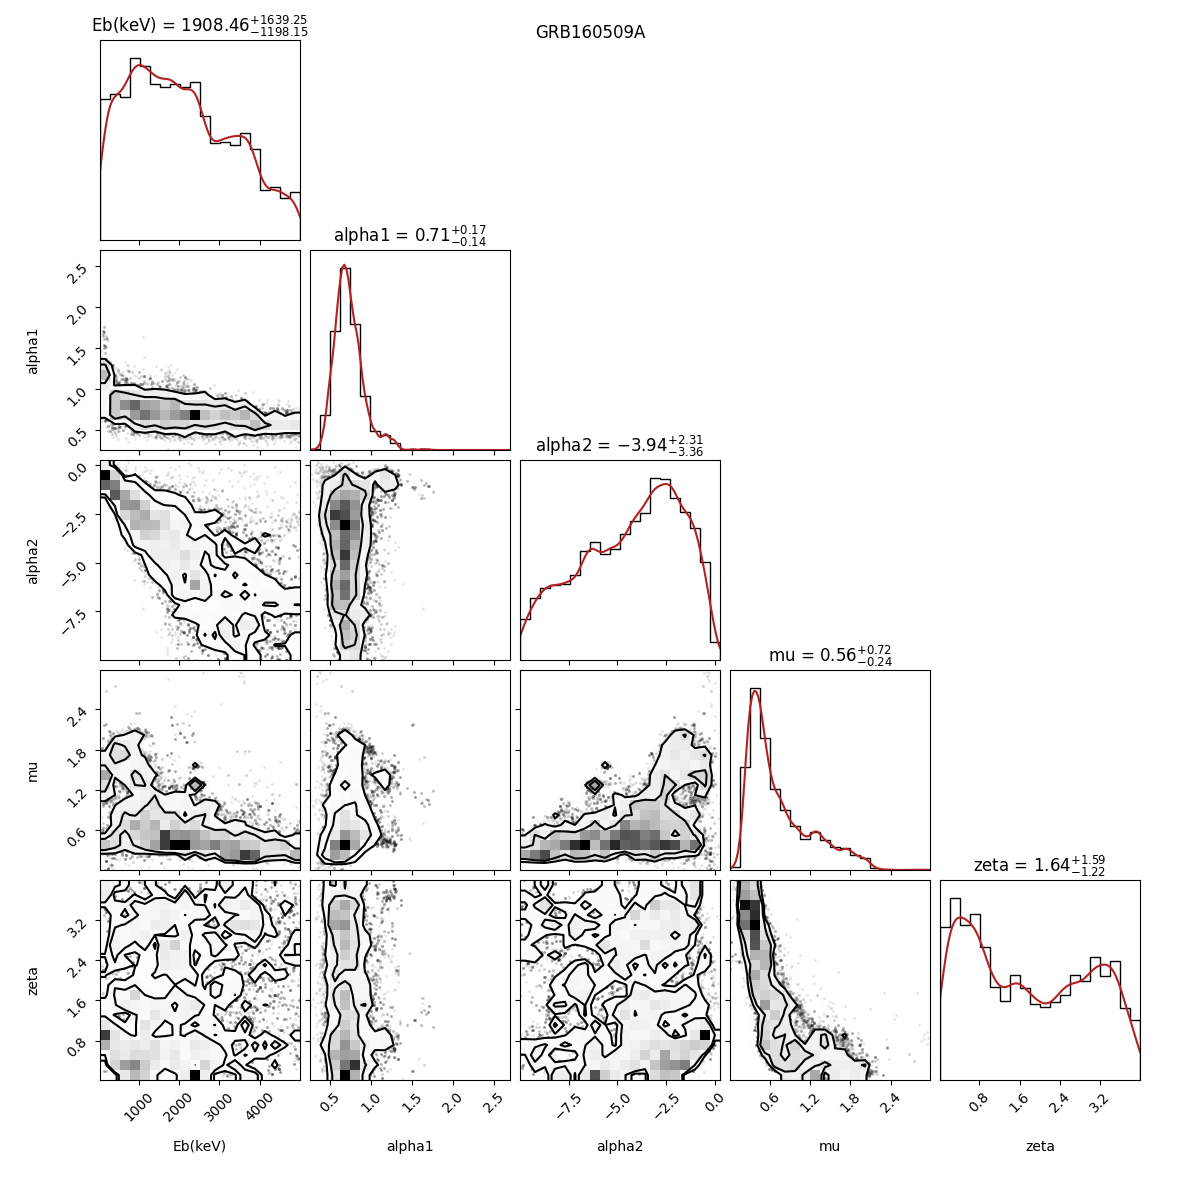 GRB160509A
Eb(keV) = 1908.46+1639.25−1198.15
alpha1 = 0.71+0.17−0.14
2.5
2.0
1.5
1.0
0.5
alpha1
alpha2 = −3.94+2.31−3.36
0.0
−2.5
−5.0
−7.5
alpha2
mu = 0.56+0.72−0.24
2.4
1.8
1.2
0.6
mu
zeta = 1.64+1.59−1.22
3.2
2.4
1.6
0.8
zeta
1000 2000 3000 4000
0.5 1.0 1.5 2.0 2.5
−7.5 −5.0 −2.5 0.0
0.6 1.2 1.8 2.4
0.8 1.6 2.4 3.2
Eb(keV) alpha1 alpha2 mu zeta